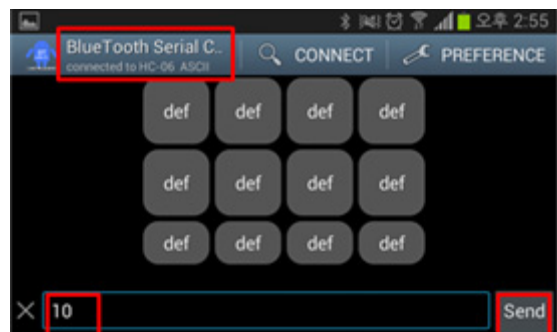 오후 2:55
BlueTooth Serial C..
connected to HC-06 ASCII
CONNECT
PREFERENCE
def def def def
def def def def
def def def def
10
Send